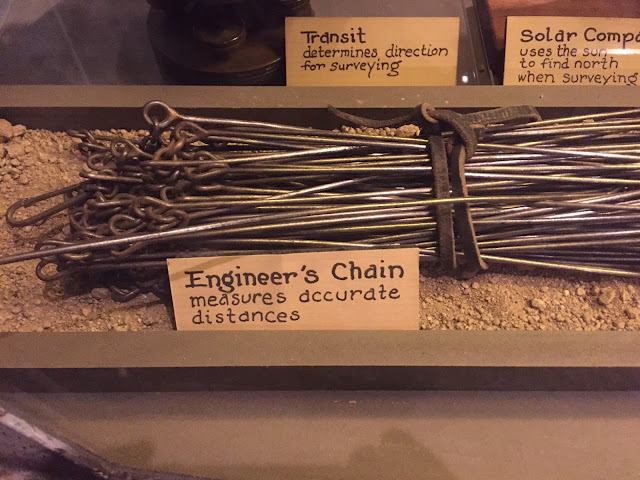 Transit
determines direction
for surveying
Solar
uses the sun
to find north
when surveying
Engineer's Chain
measures accurate
distances